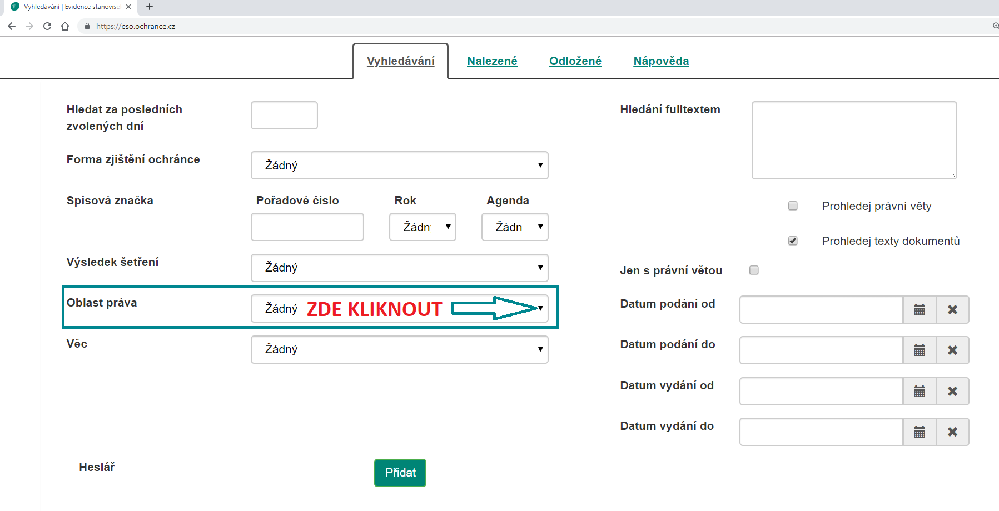 Vyhledávání | Evidence stanovise
https://eso.ochrance.cz
Vyhledávání
Nalezené
Odložené
Nápověda
Hledat za posledních
zvolených dní
Forma zjištění ochránce
Žádný
Spisová značka
Pořadové číslo
Rok
Agenda
Žádn
Žádn
Výsledek šetření
Žádný
Oblast práva
Žádný ZDE KLIKNOUT
Věc
Žádný
Heslář
Přidat
Hledání fulltextem
Prohledej právní věty
Prohledej texty dokumentů
Jen s právní větou
Datum podání od
Datum podání do
Datum vydání od
Datum vydání do